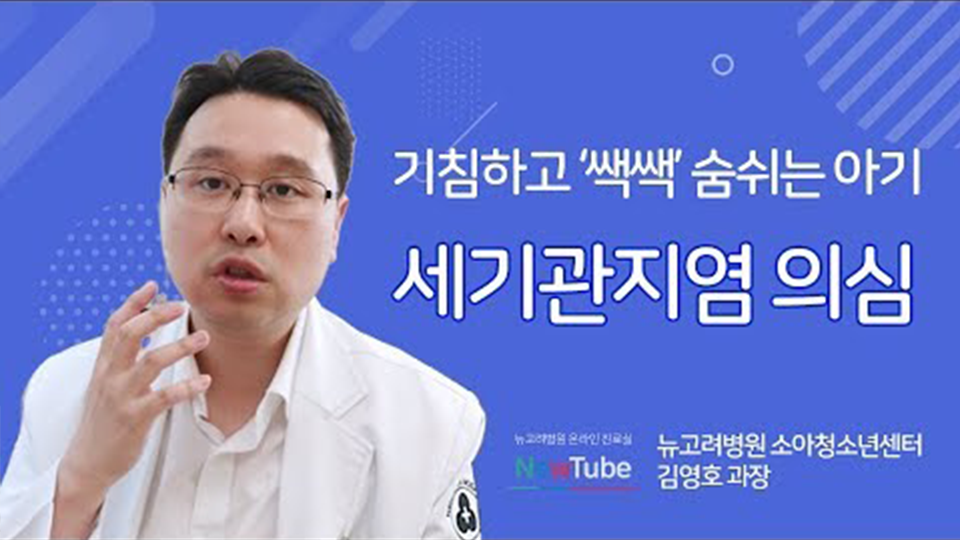 기침하고 '쌕쌕' 숨쉬는 아기
세기관지염 의심
뉴고려병원 온라인 진료실
NewTube
뉴고려병원 소아청소년센터
김영호 과장